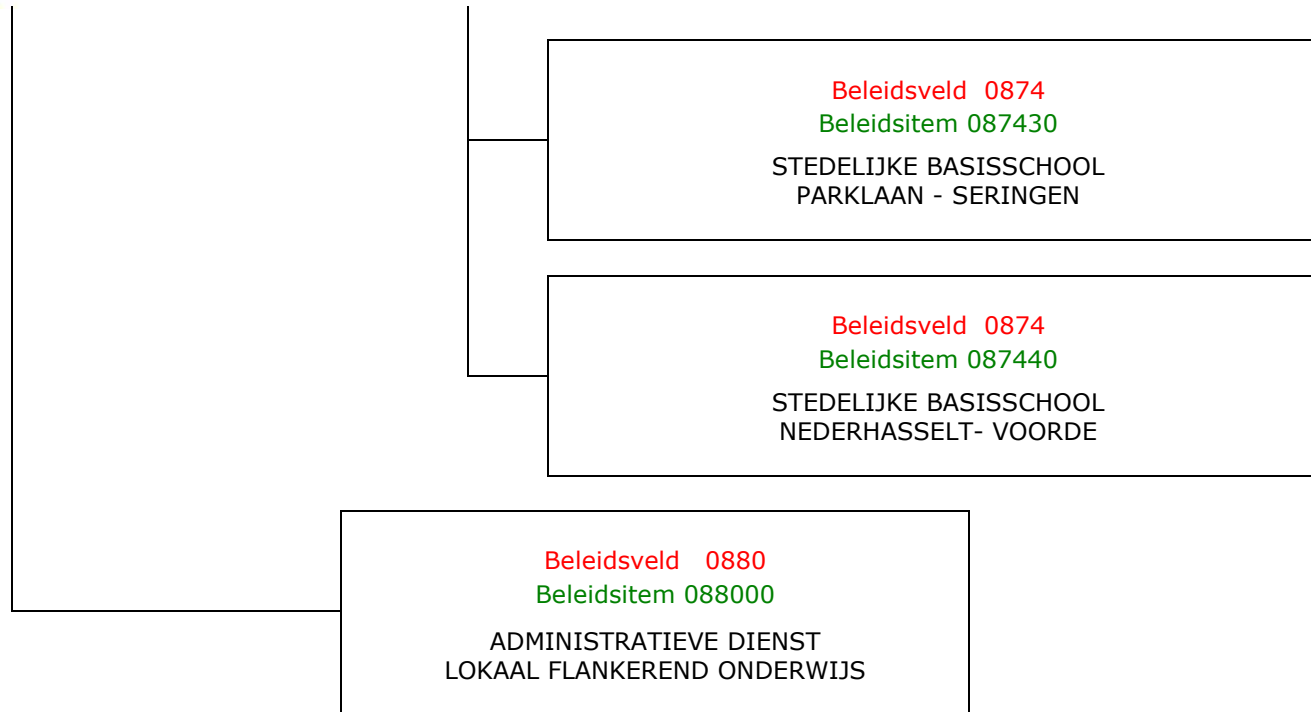 Beleidsveld 0874
Beleidsitem 087430
STEDELIJKE BASISSCHOOL
PARKLAAN - SERINGEN
Beleidsveld 0874
Beleidsitem 087440
STEDELIJKE BASISSCHOOL
NEDERHASSELT- VOORDE
Beleidsveld 0880
Beleidsitem 088000
ADMINISTRATIEVE DIENST
LOKAAL FLANKEREND ONDERWIJS